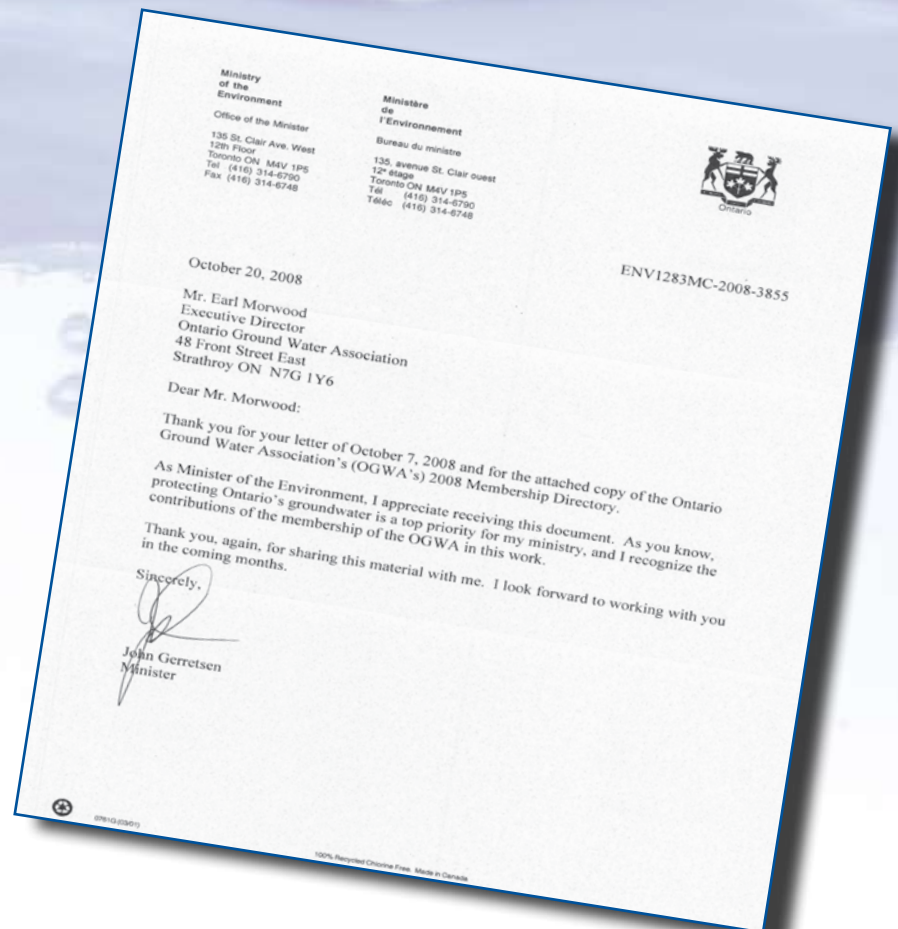 Ministry
of the
Environment
Office of the Minister
135 St. Clair Ave. West
12th Floor
Toronto ON M4V 1P5
Tel (416) 314-6790
Fax (416) 314-6748
Ministère
de
l'Environnement
Bureau du ministre
135, avenue St. Clair ouest
12e étage
Toronto ON M4V 1P5
Tél (416) 314-6790
Téléc (416) 314-6748
Ontario
ENV1283MC-2008-3855
October 20, 2008
Mr. Earl Morwood
Executive Director
Ontario Ground Water Association
48 Front Street East
Strathroy ON N7G 1Y6
Dear Mr. Morwood:
Thank you for your letter of October 7, 2008 and for the attached copy of the Ontario
Ground Water Association's (OGWA's) 2008 Membership Directory.
As Minister of the Environment, I appreciate receiving this document. As you know,
protecting Ontario's groundwater is a top priority for my ministry, and I recognize the
contributions of the membership of the OGWA in this work.
Thank you, again, for sharing this material with me. I look forward to working with you
in the coming months.
Sincerely,
John Gerretsen
Minister
0761G (03/01)
100% Recycled Chlorine Free. Made in Canada